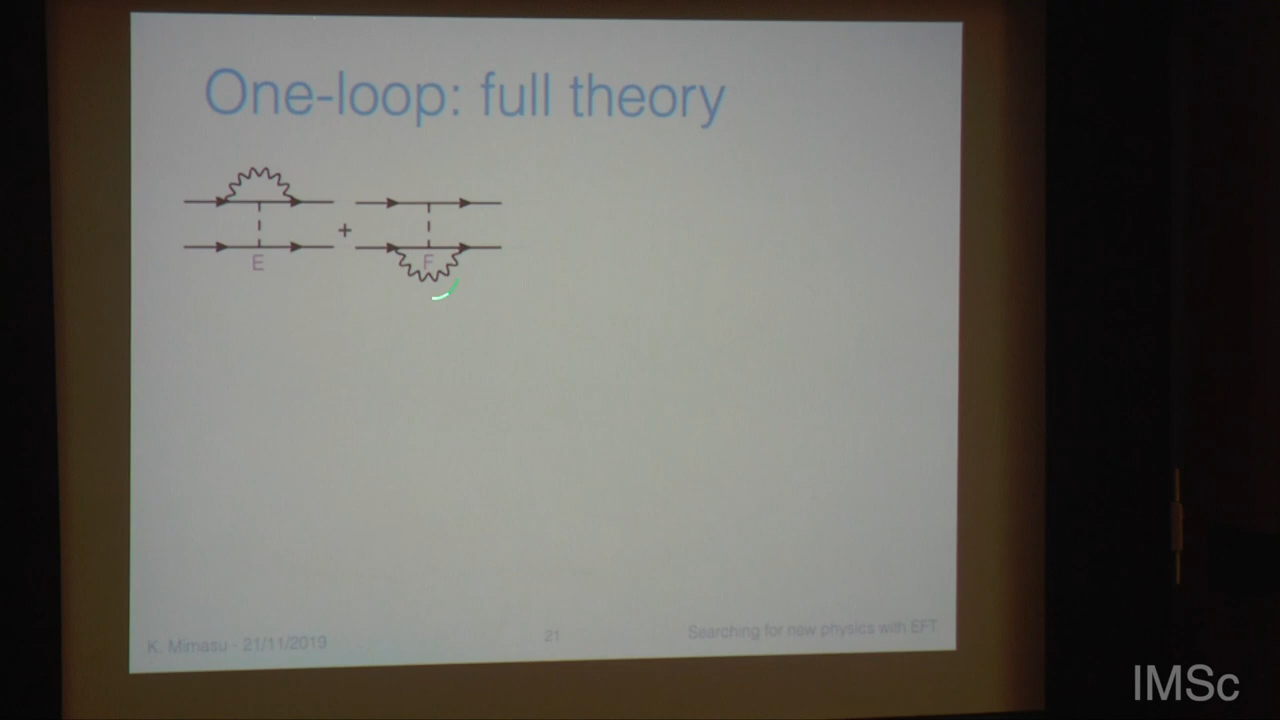 One-loop: full theory
+
E
F
K. Mimasu - 21/11/2019
21
Searching for new physics with EFT
IMSc